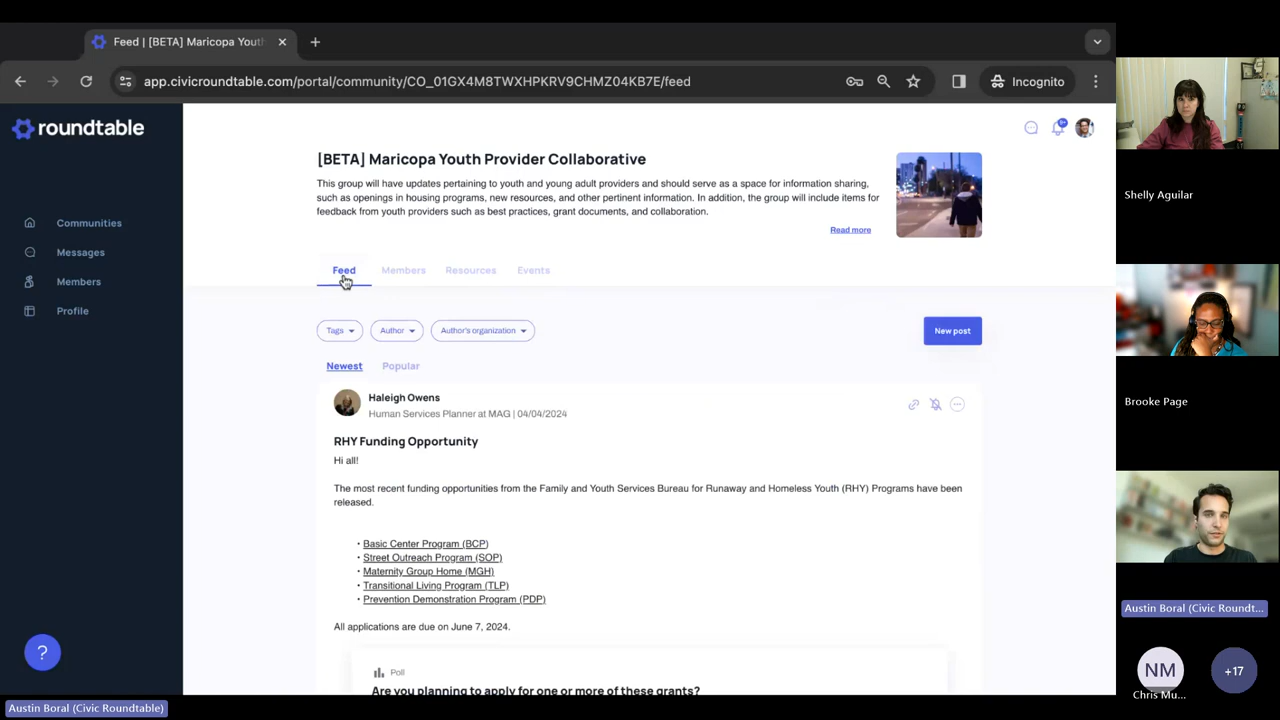 Feed | [BETA] Maricopa Yout
app.civicroundtable.com/portal/community/CO_01GX4M8TWXHPKRV9CHMZ04KB7E/feed
Incognito
roundtable
Communities
Messages
Members
Profile
?
9+
[BETA] Maricopa Youth Provider Collaborative
This group will have updates pertaining to youth and young adult providers and should serve as a space for information sharing,
such as openings in housing programs, new resources, and other pertinent information. In addition, the group will include items for
feedback from youth providers such as best practices, grant documents, and collaboration.
Read more
Feed Members Resources Events
Tags Author Author's organization New post
Newest Popular
Haleigh Owens
Human Services Planner at MAG | 04/04/2024
RHY Funding Opportunity
Hi all!
The most recent funding opportunities from the Family and Youth Services Bureau for Runaway and Homeless Youth (RHY) Programs have been
released.
• Basic Center Program (BCP)
• Street Outreach Program (SOP)
• Maternity Group Home (MGH)
• Transitional Living Program (TLP)
• Prevention Demonstration Program (PDP)
All applications are due on June 7, 2024.
Poll
Are you planning to apply for one or more of these grants?
Austin Boral (Civic Roundtable)
Shelly Aguilar
Brooke Page
Austin Boral (Civic Roundt...
NM
Chris Mu...
+17